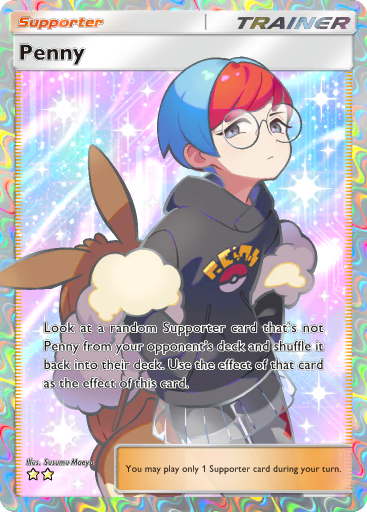 Supporter TRAINER
Penny
Look at a random Supporter card that's not
Penny from your opponent's deck and shuffle it
back into their deck. Use the effect of that card
as the effect of this card.
Illus. Susumu Maeya
You may play only 1 Supporter card during your turn.